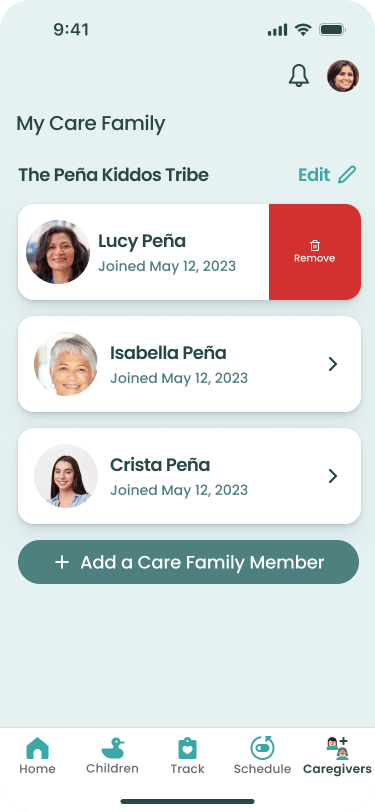 9:41
My Care Family
The Peña Kiddos Tribe Edit
Lucy Peña
Joined May 12, 2023
Remove
Isabella Peña
Joined May 12, 2023
Crista Peña
Joined May 12, 2023
+ Add a Care Family Member
Home Children Track Schedule Caregivers